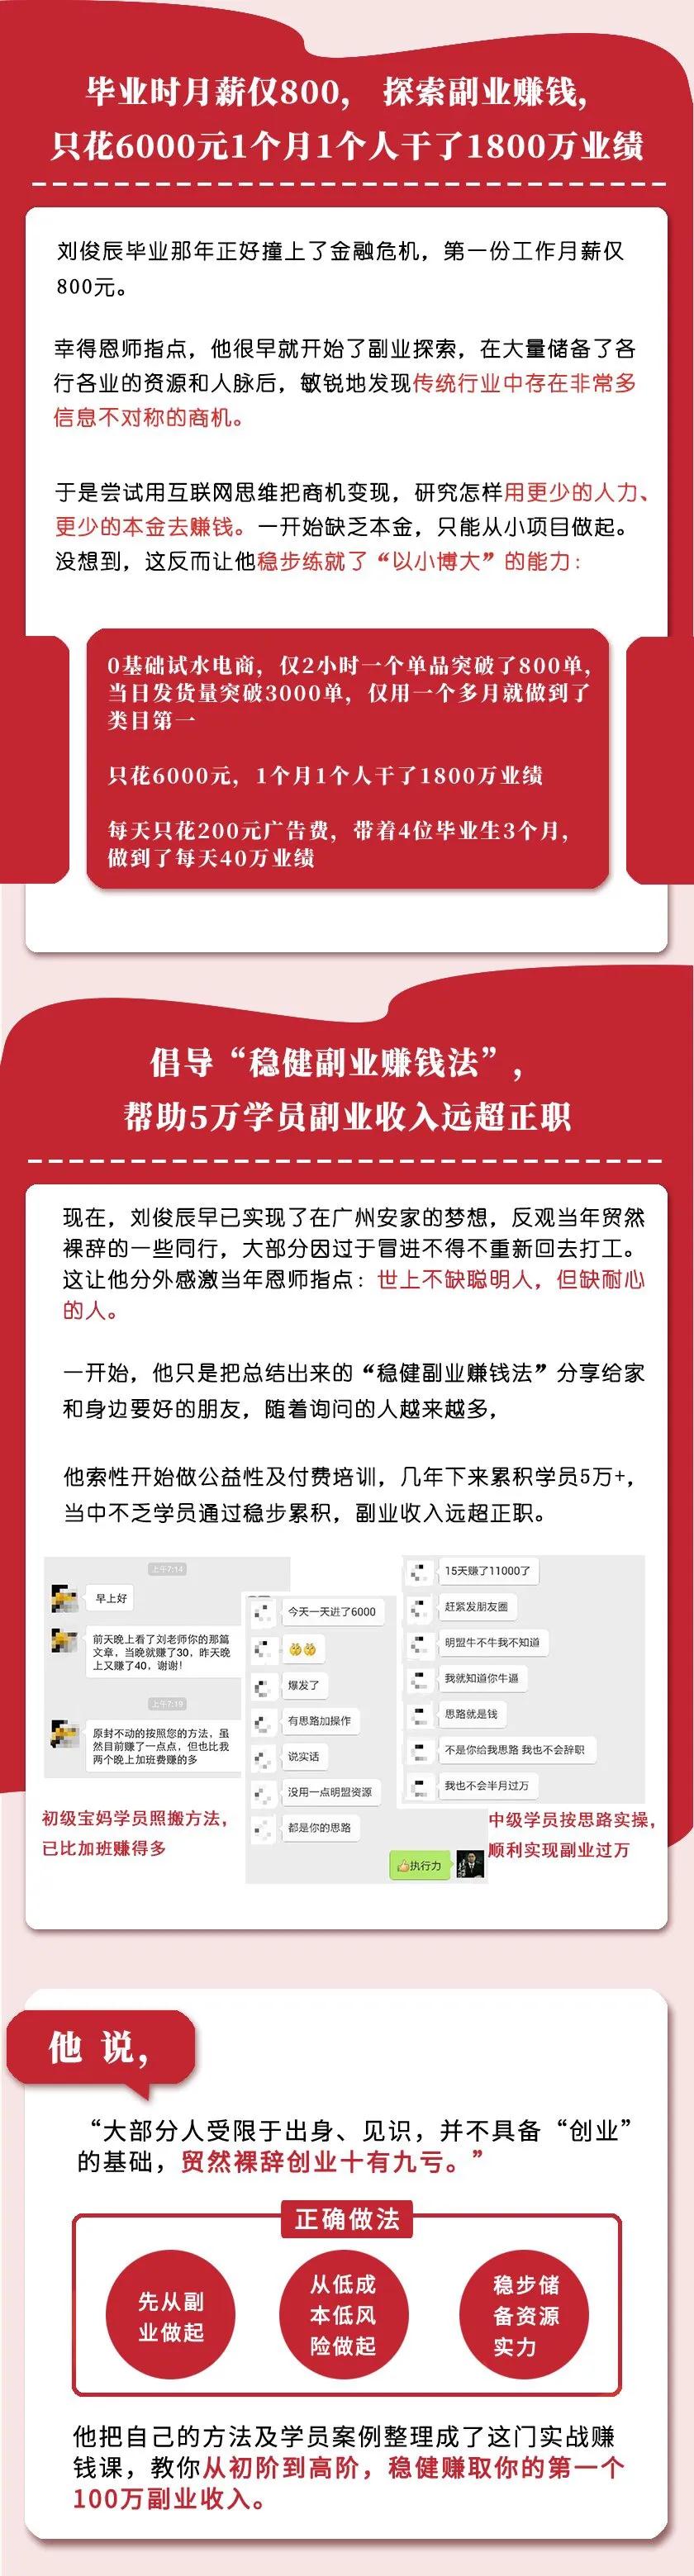 毕业时月薪仅800， 探索副业赚钱，
只花6000元1个月1个人干了1800万业绩
刘俊辰毕业那年正好撞上了金融危机，第一份工作月薪仅
800元。
幸得恩师指点，他很早就开始了副业探索，在大量储备了各
行各业的资源和人脉后，敏锐地发现传统行业中存在非常多
信息不对称的商机。
于是尝试用互联网思维把商机变现，研究怎样用更少的人力、
更少的本金去赚钱。一开始缺乏本金，只能从小项目做起。
没想到，这反而让他稳步练就了“以小博大”的能力：
0基础试水电商，仅2小时一个单品突破了800单，
当日发货量突破3000单，仅用一个多月就做到了
类目第一
只花6000元，1个月1个人干了1800万业绩
每天只花200元广告费，带着4位毕业生3个月，
做到了每天40万业绩
倡导“稳健副业赚钱法”，
帮助5万学员副业收入远超正职
现在，刘俊辰早已实现了在广州安家的梦想，反观当年贸然
裸辞的一些同行，大部分因过于冒进不得不重新回去打工。
这让他分外感激当年恩师指点：世上不缺聪明人，但缺耐心
的人。
一开始，他只是把总结出来的“稳健副业赚钱法”分享给家
和身边要好的朋友，随着询问的人越来越多，
他索性开始做公益性及付费培训，几年下来累积学员5万+，
当中不乏学员通过稳步累积，副业收入远超正职。
上午7:14
早上好
前天晚上看了刘老师你的那篇
文章，当晚就赚了30，昨天晚
上又赚了40，谢谢！
上午7:19
原封不动的按照您的方法，虽
然目前赚了一点点，但也比我
两个晚上加班费赚的多
初级宝妈学员照搬方法，
已比加班赚得多
今天一天进了6000
爆发了
有思路加操作
说实话
没用一点明盟资源
都是你的思路
👍执行力
15天赚了11000了
赶紧发朋友圈
明盟牛不牛我不知道
我就知道你牛逼
思路就是钱
不是你给我思路 我也不会辞职
我也不会半月过万
中级学员按思路实操，
顺利实现副业过万
他 说，
“大部分人受限于出身、见识，并不具备“创业”
的基础，贸然裸辞创业十有九亏。”
正确做法
先从副
业做起
从低成
本低风
险做起
稳步储
备资源
实力
他把自己的方法及学员案例整理成了这门实战赚
钱课，教你从初阶到高阶，稳健赚取你的第一个
100万副业收入。